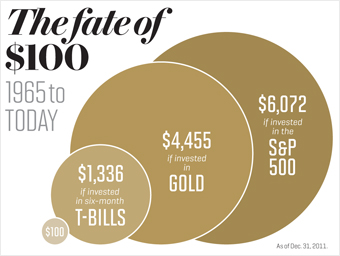 The fate of
$100
1965 to
TODAY
$6,072
if invested
in the
S&P
500
$4,455
if invested
in
GOLD
$1,336
if invested
in six-month
T-BILLS
$100
As of Dec. 31, 2011.